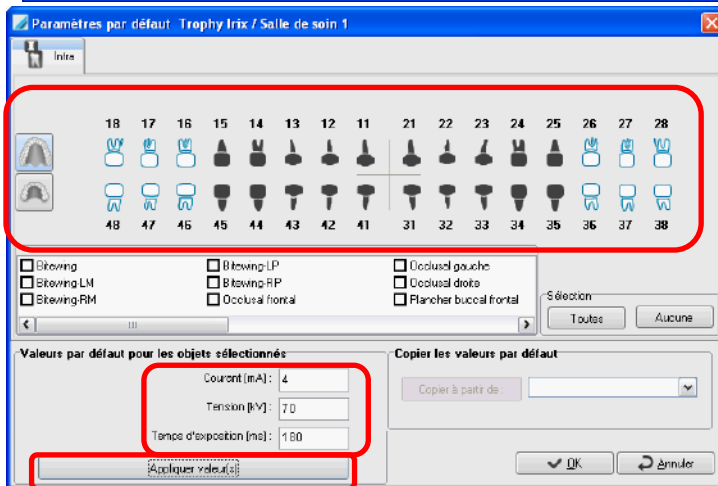 Paramètres par défaut Trophy Irix / Salle de soin 1
Intra
18 17 16 15 14 13 12 11 21 22 23 24 25 26 27 28
48 47 46 45 44 43 42 41 31 32 33 34 35 36 37 38
Bitewing Bitewing-LP Occlusal gauche
Bitewing-LM Bitewing-RP Occlusal droite
Bitewing-RM Occlusal frontal Plancher buccal frontal
Sélection
Toutes Aucune
Valeurs par défaut pour les objets sélectionnés
Courant [mA] : 4
Tension [kV] : 70
Temps d'exposition [ms] : 180
Appliquer valeur(s)
Copier les valeurs par défaut
Copier à partir de
OK Annuler